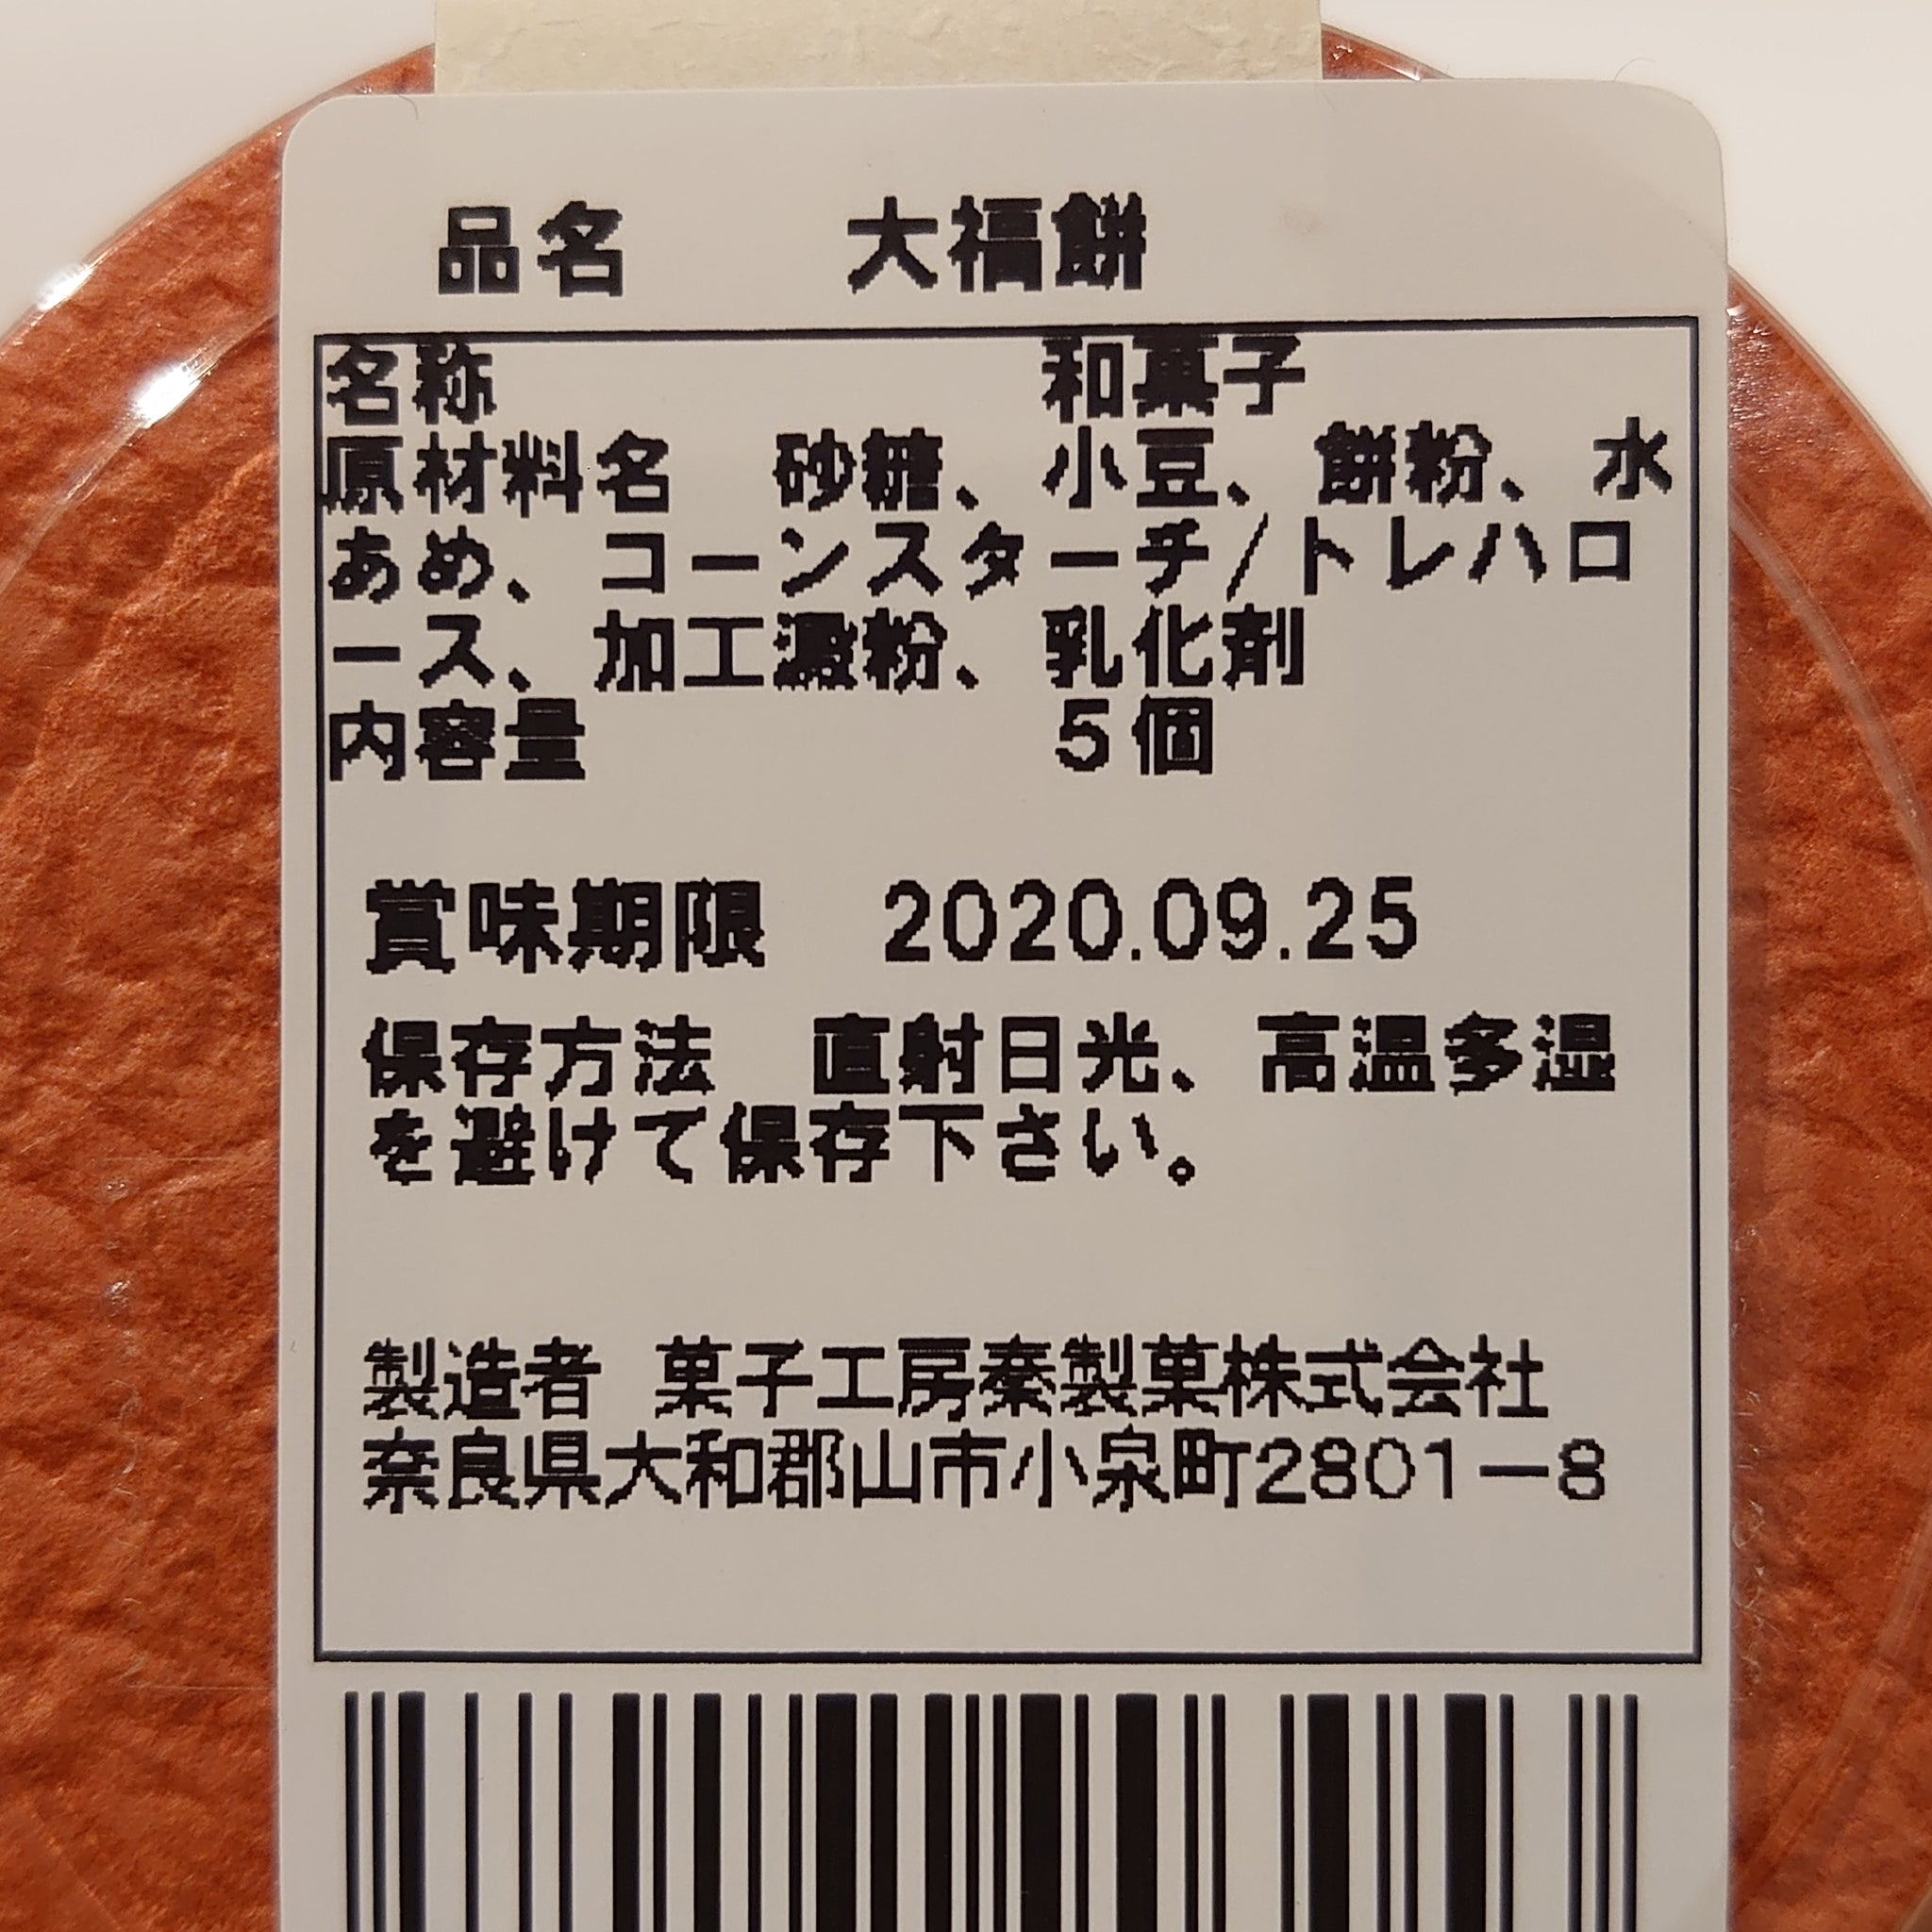 品名 大福餅
名称 和菓子
原材料名 砂糖、小豆、餅粉、水
あめ、コーンスターチ/トレハロ
ース、加工澱粉、乳化剤
内容量 5個
賞味期限 2020.09.25
保存方法 直射日光、高温多湿
を避けて保存下さい。
製造者 菓子工房秦製菓株式会社
奈良県大和郡山市小泉町2801-8